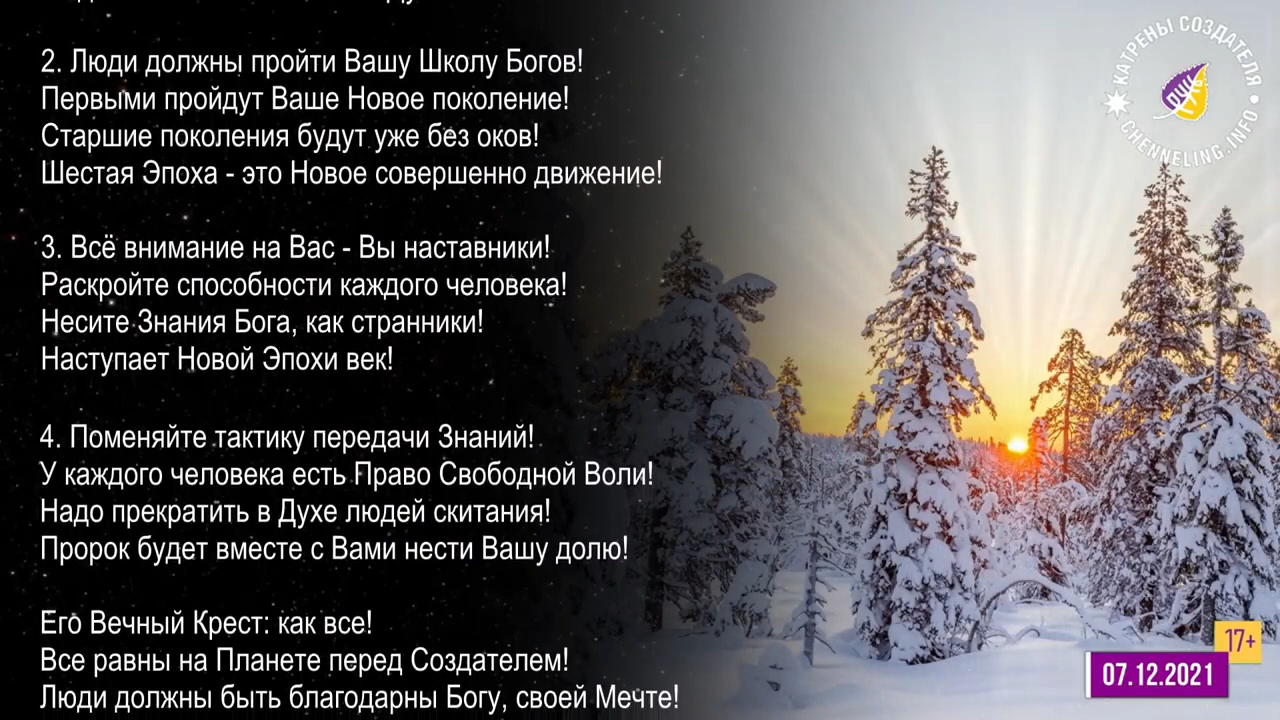 2. Люди должны пройти Вашу Школу Богов!
Первыми пройдут Ваше Новое поколение!
Старшие поколения будут уже без оков!
Шестая Эпоха - это Новое совершенно движение!
3. Всё внимание на Вас - Вы наставники!
Раскройте способности каждого человека!
Несите Знания Бога, как странники!
Наступает Новой Эпохи век!
4. Поменяйте тактику передачи Знаний!
У каждого человека есть Право Свободной Воли!
Надо прекратить в Духе людей скитания!
Пророк будет вместе с Вами нести Вашу долю!
Его Вечный Крест: как все!
Все равны на Планете перед Создателем!
Люди должны быть благодарны Богу, своей Мечте!
КАТРЕНЫ СОЗДАТЕЛЯ
CHENNELING.INFO
17+
07.12.2021